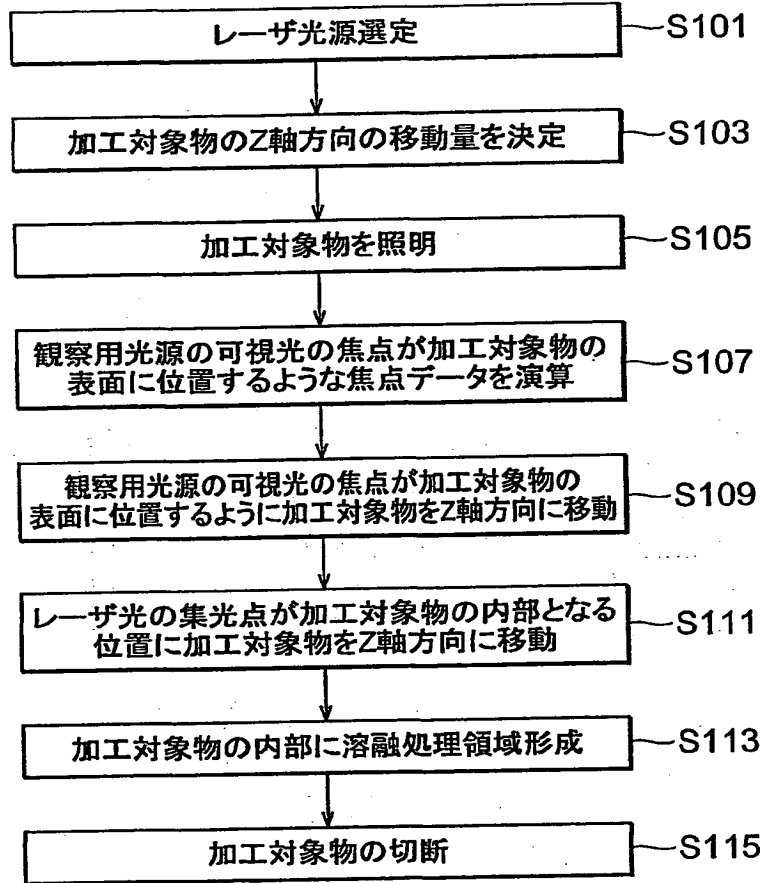 レーザ光源選定
S101
加工対象物のZ軸方向の移動量を決定
S103
加工対象物を照明
S105
観察用光源の可視光の焦点が加工対象物の
表面に位置するような焦点データを演算
S107
観察用光源の可視光の焦点が加工対象物の
表面に位置するように加工対象物をZ軸方向に移動
S109
レーザ光の集光点が加工対象物の内部となる
位置に加工対象物をZ軸方向に移動
S111
加工対象物の内部に溶融処理領域形成
S113
加工対象物の切断
S115